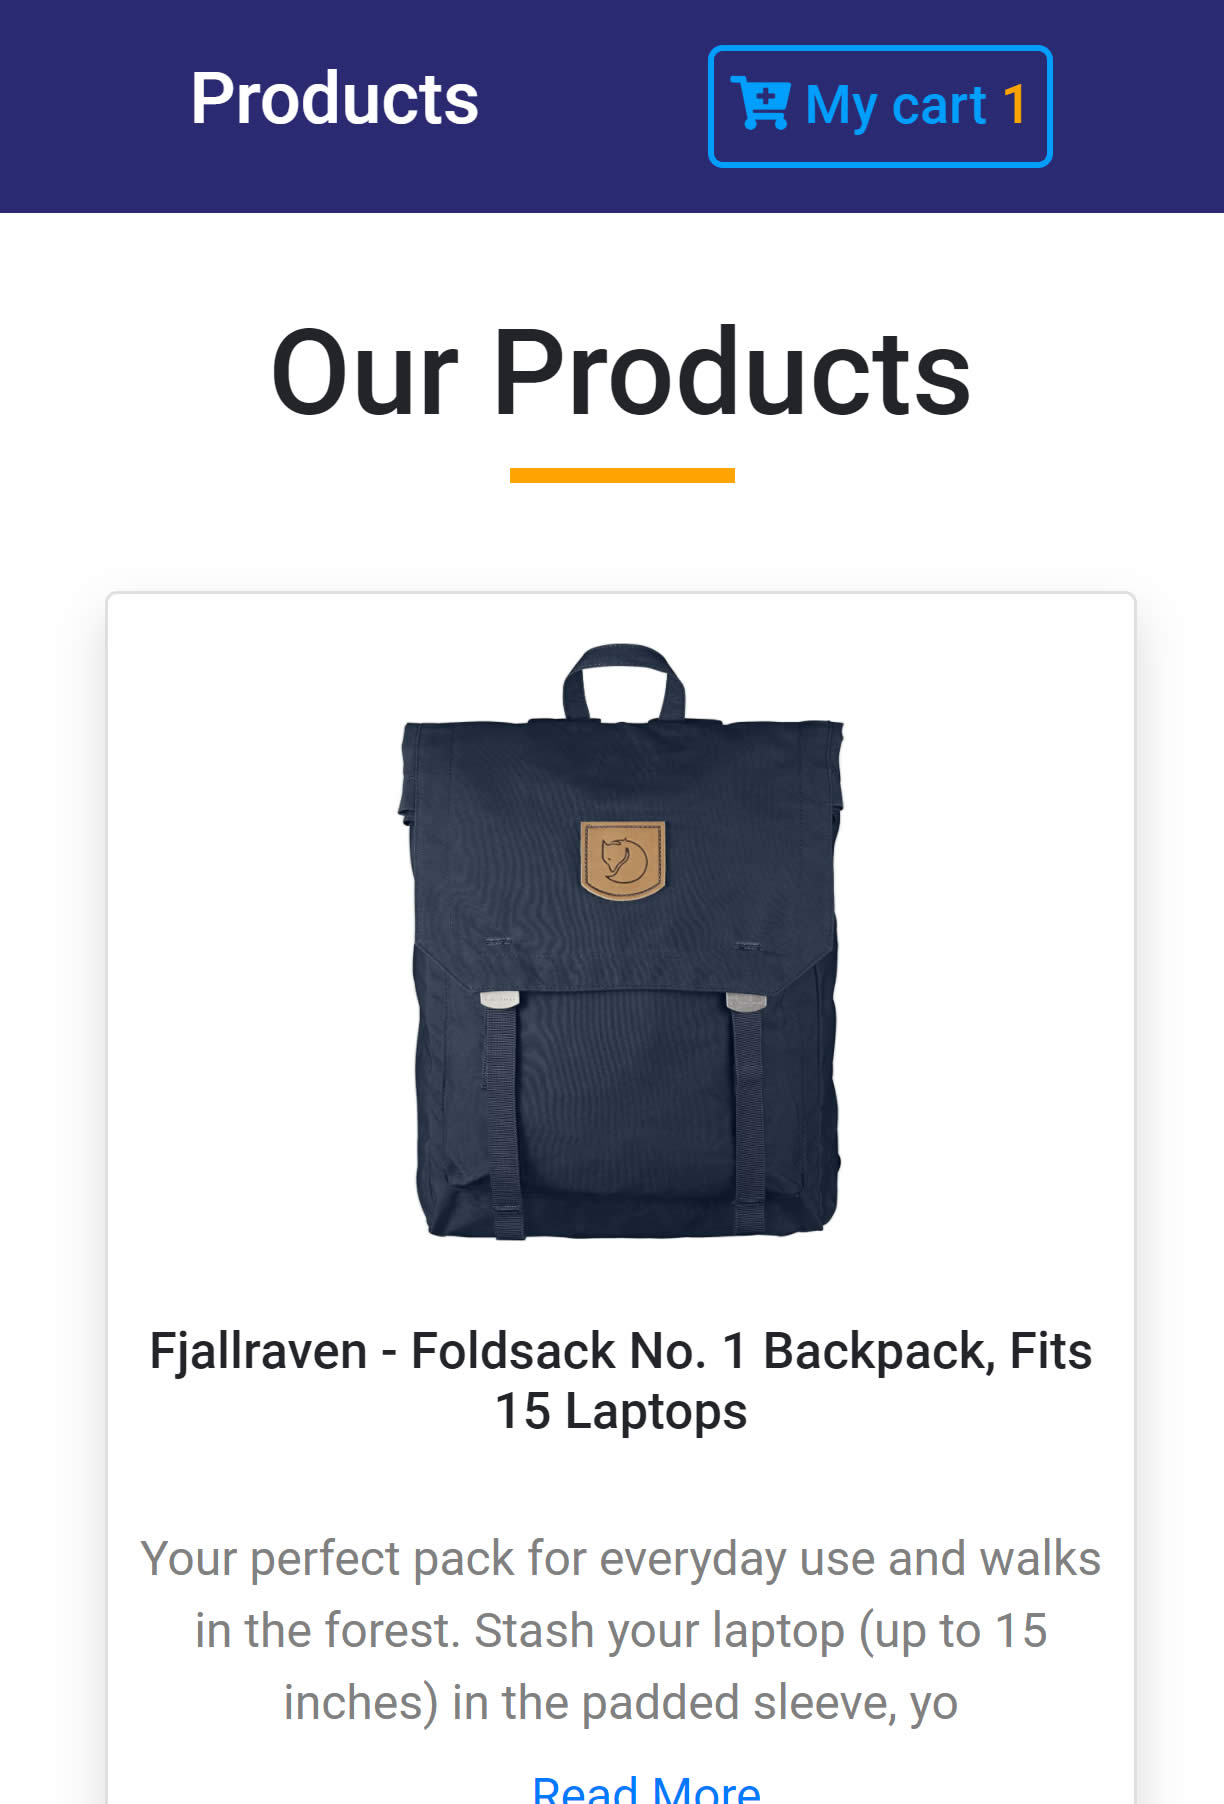 Products
My cart 1
Our Products
Fjallraven - Foldsack No. 1 Backpack, Fits
15 Laptops
Your perfect pack for everyday use and walks
in the forest. Stash your laptop (up to 15
inches) in the padded sleeve, yo
Read More